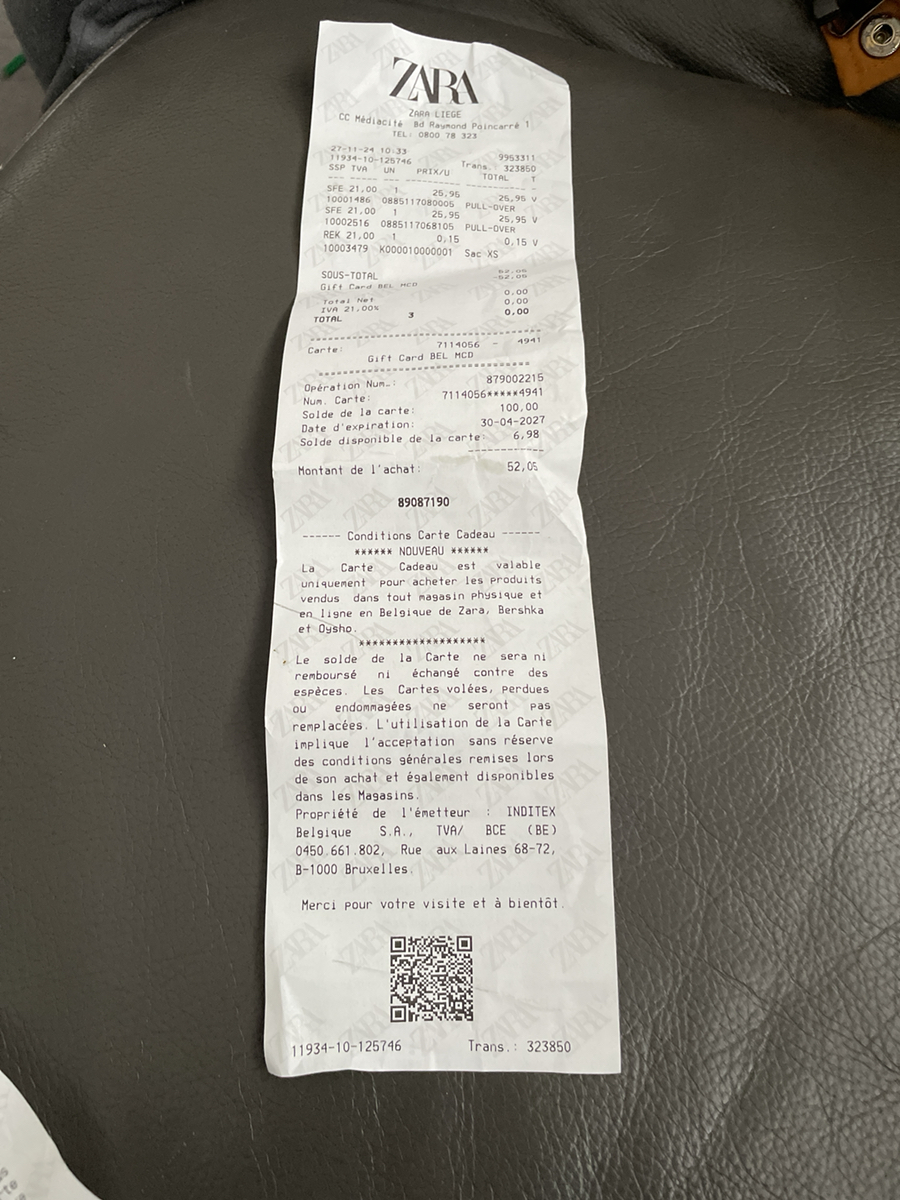 ZARA
ZARA LIEGE
CC Médiacité Bd Raymond Poincarré 1
TEL: 0800 78 323
27-11-24 10:33 9953311
11934-10-125746 Trans.: 323850
SSP TVA UN PRIX/U TOTAL T
SFE 21,00 1 25,95 25,95 V
10001486 0885117080005 PULL-OVER
SFE 21,00 1 25,95 25,95 V
10002516 0885117068105 PULL-OVER
REK 21,00 1 0,15 0,15 V
10003479 K000010000001 Sac XS
SOUS-TOTAL 52,05
Gift Card BEL MCD -52,05
Total Net 0,00
IVA 21.00% 0,00
TOTAL 3 0,00
Carte: 7114056 - 4941
Gift Card BEL MCD
Opération Num.: 879002215
Num. Carte: 7114056*****4941
Solde de la carte: 100,00
Date d'expiration: 30-04-2027
Solde disponible de la carte: 6,98
Montant de l'achat: 52,05
89087190
------ Conditions Carte Cadeau ------
****** NOUVEAU ******
La Carte Cadeau est valable
uniquement pour acheter les produits
vendus dans tout magasin physique et
en ligne en Belgique de Zara, Bershka
et Oysho.
*******************
Le solde de la Carte ne sera ni
remboursé ni échangé contre des
espèces. Les Cartes volées, perdues
ou endommagées ne seront pas
remplacées. L'utilisation de la Carte
implique l'acceptation sans réserve
des conditions générales remises lors
de son achat et également disponibles
dans les Magasins.
Propriété de l'émetteur : INDITEX
Belgique S.A., TVA/ BCE (BE)
0450.661.802, Rue aux Laines 68-72,
B-1000 Bruxelles.
Merci pour votre visite et à bientôt.
11934-10-125746 Trans.: 323850